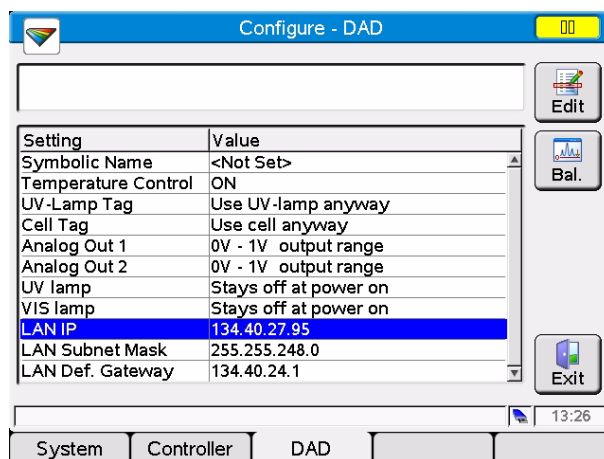 Configure - DAD
Edit
Setting Value
Symbolic Name <Not Set>
Temperature Control ON
UV-Lamp Tag Use UV-lamp anyway
Cell Tag Use cell anyway
Bal.
Analog Out 1 0V - 1V output range
Analog Out 2 0V - 1V output range
UV lamp Stays off at power on
VIS lamp Stays off at power on
LAN IP 134.40.27.95
LAN Subnet Mask 255.255.248.0
LAN Def. Gateway 134.40.24.1
Exit
13:26
System Controller DAD